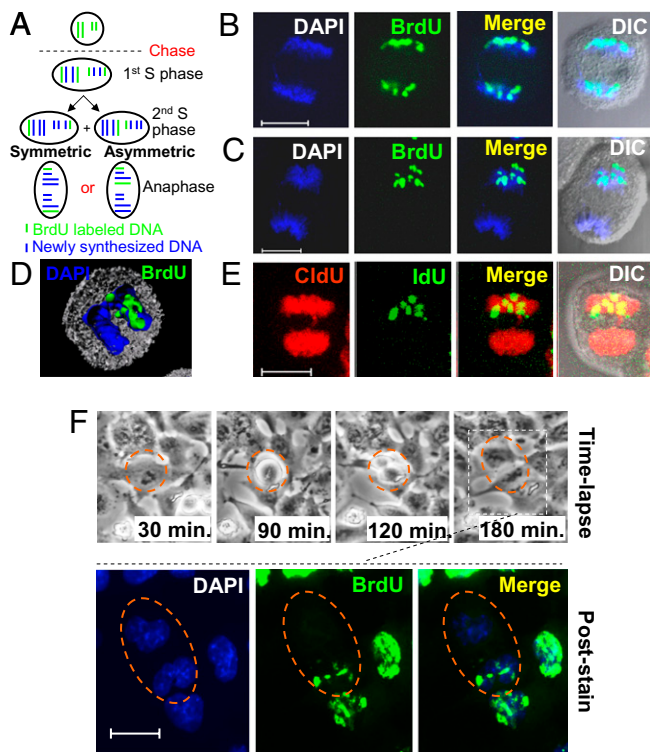 A
Chase
1st S phase
2nd S
phase
+
Symmetric Asymmetric
or
Anaphase
BrdU labeled DNA
Newly synthesized DNA
B
DAPI BrdU Merge DIC
C
DAPI BrdU Merge DIC
D
DAPI BrdU
E
CldU IdU Merge DIC
F
30 min. 90 min. 120 min. 180 min.
Time-lapse
DAPI BrdU Merge
Post-stain